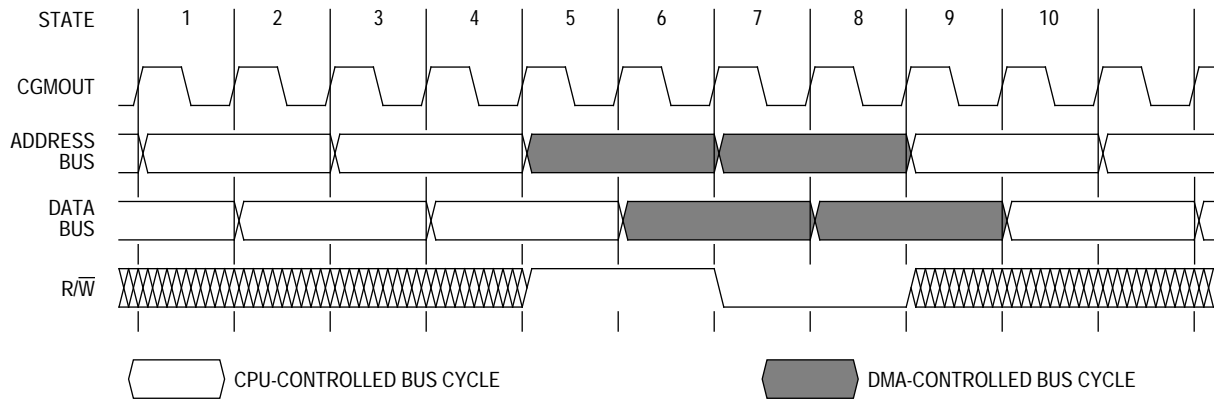 STATE 1 2 3 4 5 6 7 8 9 10
CGMOUT
ADDRESS
BUS
DATA
BUS
R/W̅
CPU-CONTROLLED BUS CYCLE
DMA-CONTROLLED BUS CYCLE